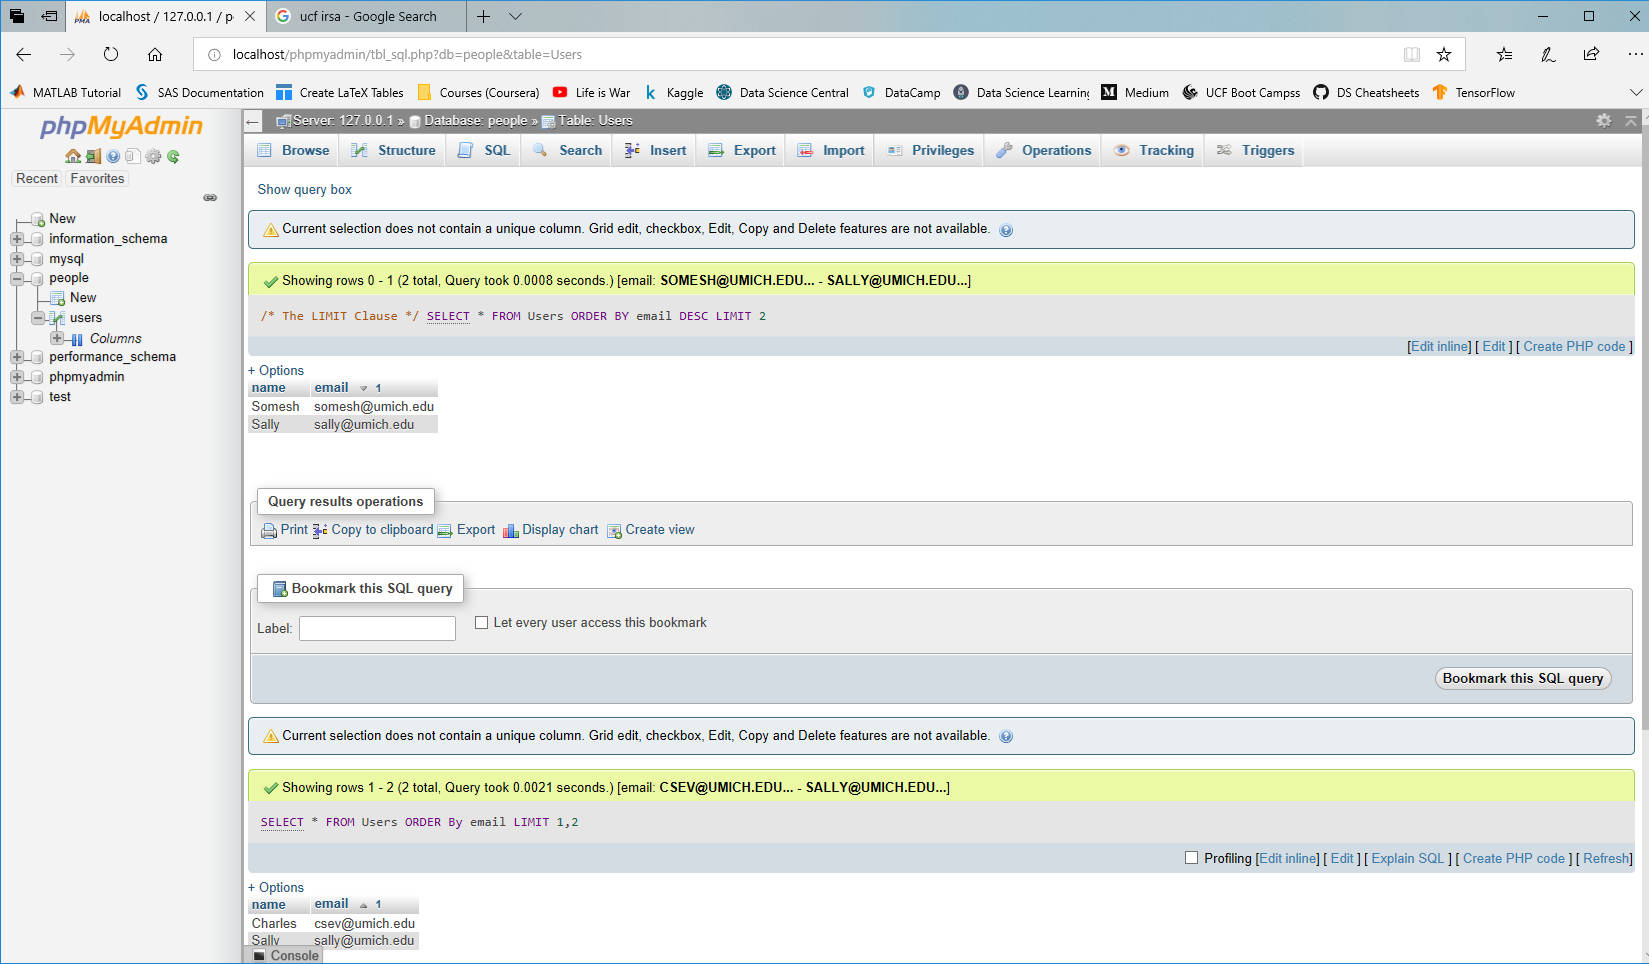 localhost / 127.0.0.1 / p
ucf irsa - Google Search
localhost/phpmyadmin/tbl_sql.php?db=people&table=Users
MATLAB Tutorial
SAS Documentation
Create LaTeX Tables
Courses (Coursera)
Life is War
Kaggle
Data Science Central
DataCamp
Data Science Learning
Medium
UCF Boot Campss
DS Cheatsheets
TensorFlow
phpMyAdmin
Recent
Favorites
New
information_schema
mysql
people
New
users
Columns
performance_schema
phpmyadmin
test
Server: 127.0.0.1 » Database: people » Table: Users
Browse
Structure
SQL
Search
Insert
Export
Import
Privileges
Operations
Tracking
Triggers
Show query box
Current selection does not contain a unique column. Grid edit, checkbox, Edit, Copy and Delete features are not available.
Showing rows 0 - 1 (2 total, Query took 0.0008 seconds.) [email: SOMESH@UMICH.EDU... - SALLY@UMICH.EDU...]
/* The LIMIT Clause */ SELECT * FROM Users ORDER BY email DESC LIMIT 2
[Edit inline] [ Edit ] [ Create PHP code ]
+ Options
name email 1
Somesh somesh@umich.edu
Sally sally@umich.edu
Query results operations
Print Copy to clipboard Export Display chart Create view
Bookmark this SQL query
Label:
Let every user access this bookmark
Bookmark this SQL query
Current selection does not contain a unique column. Grid edit, checkbox, Edit, Copy and Delete features are not available.
Showing rows 1 - 2 (2 total, Query took 0.0021 seconds.) [email: CSEV@UMICH.EDU... - SALLY@UMICH.EDU...]
SELECT * FROM Users ORDER By email LIMIT 1,2
Profiling [Edit inline] [ Edit ] [ Explain SQL ] [ Create PHP code ] [ Refresh]
+ Options
name email 1
Charles csev@umich.edu
Sally sally@umich.edu
Console